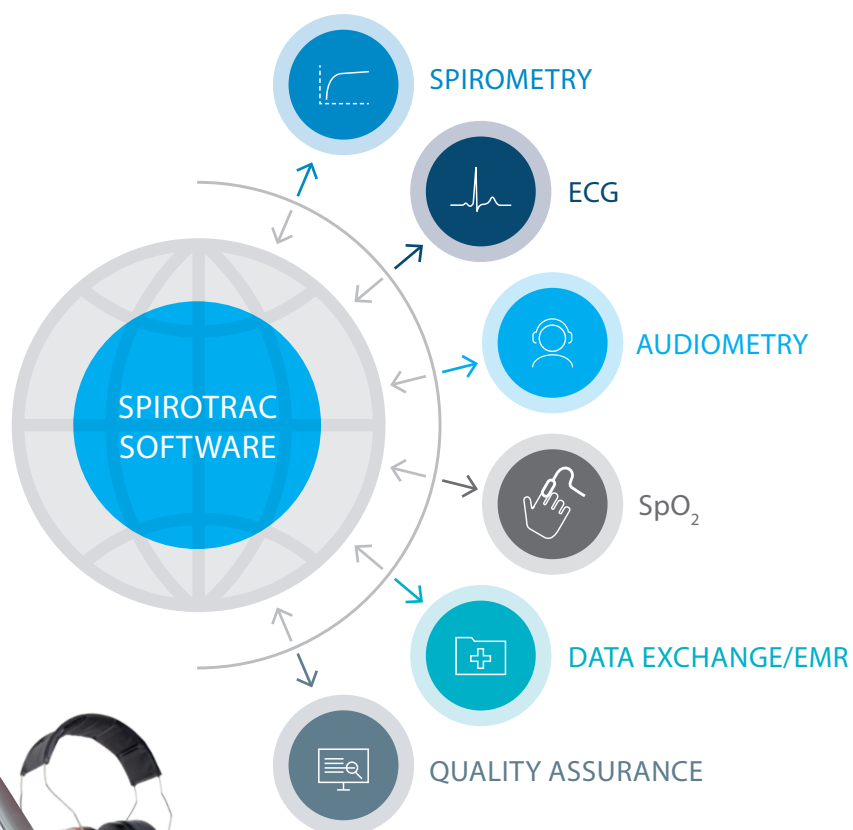 SPIROMETRY
ECG
AUDIOMETRY
SPIROTRAC
SOFTWARE
SpO₂
DATA EXCHANGE/EMR
QUALITY ASSURANCE